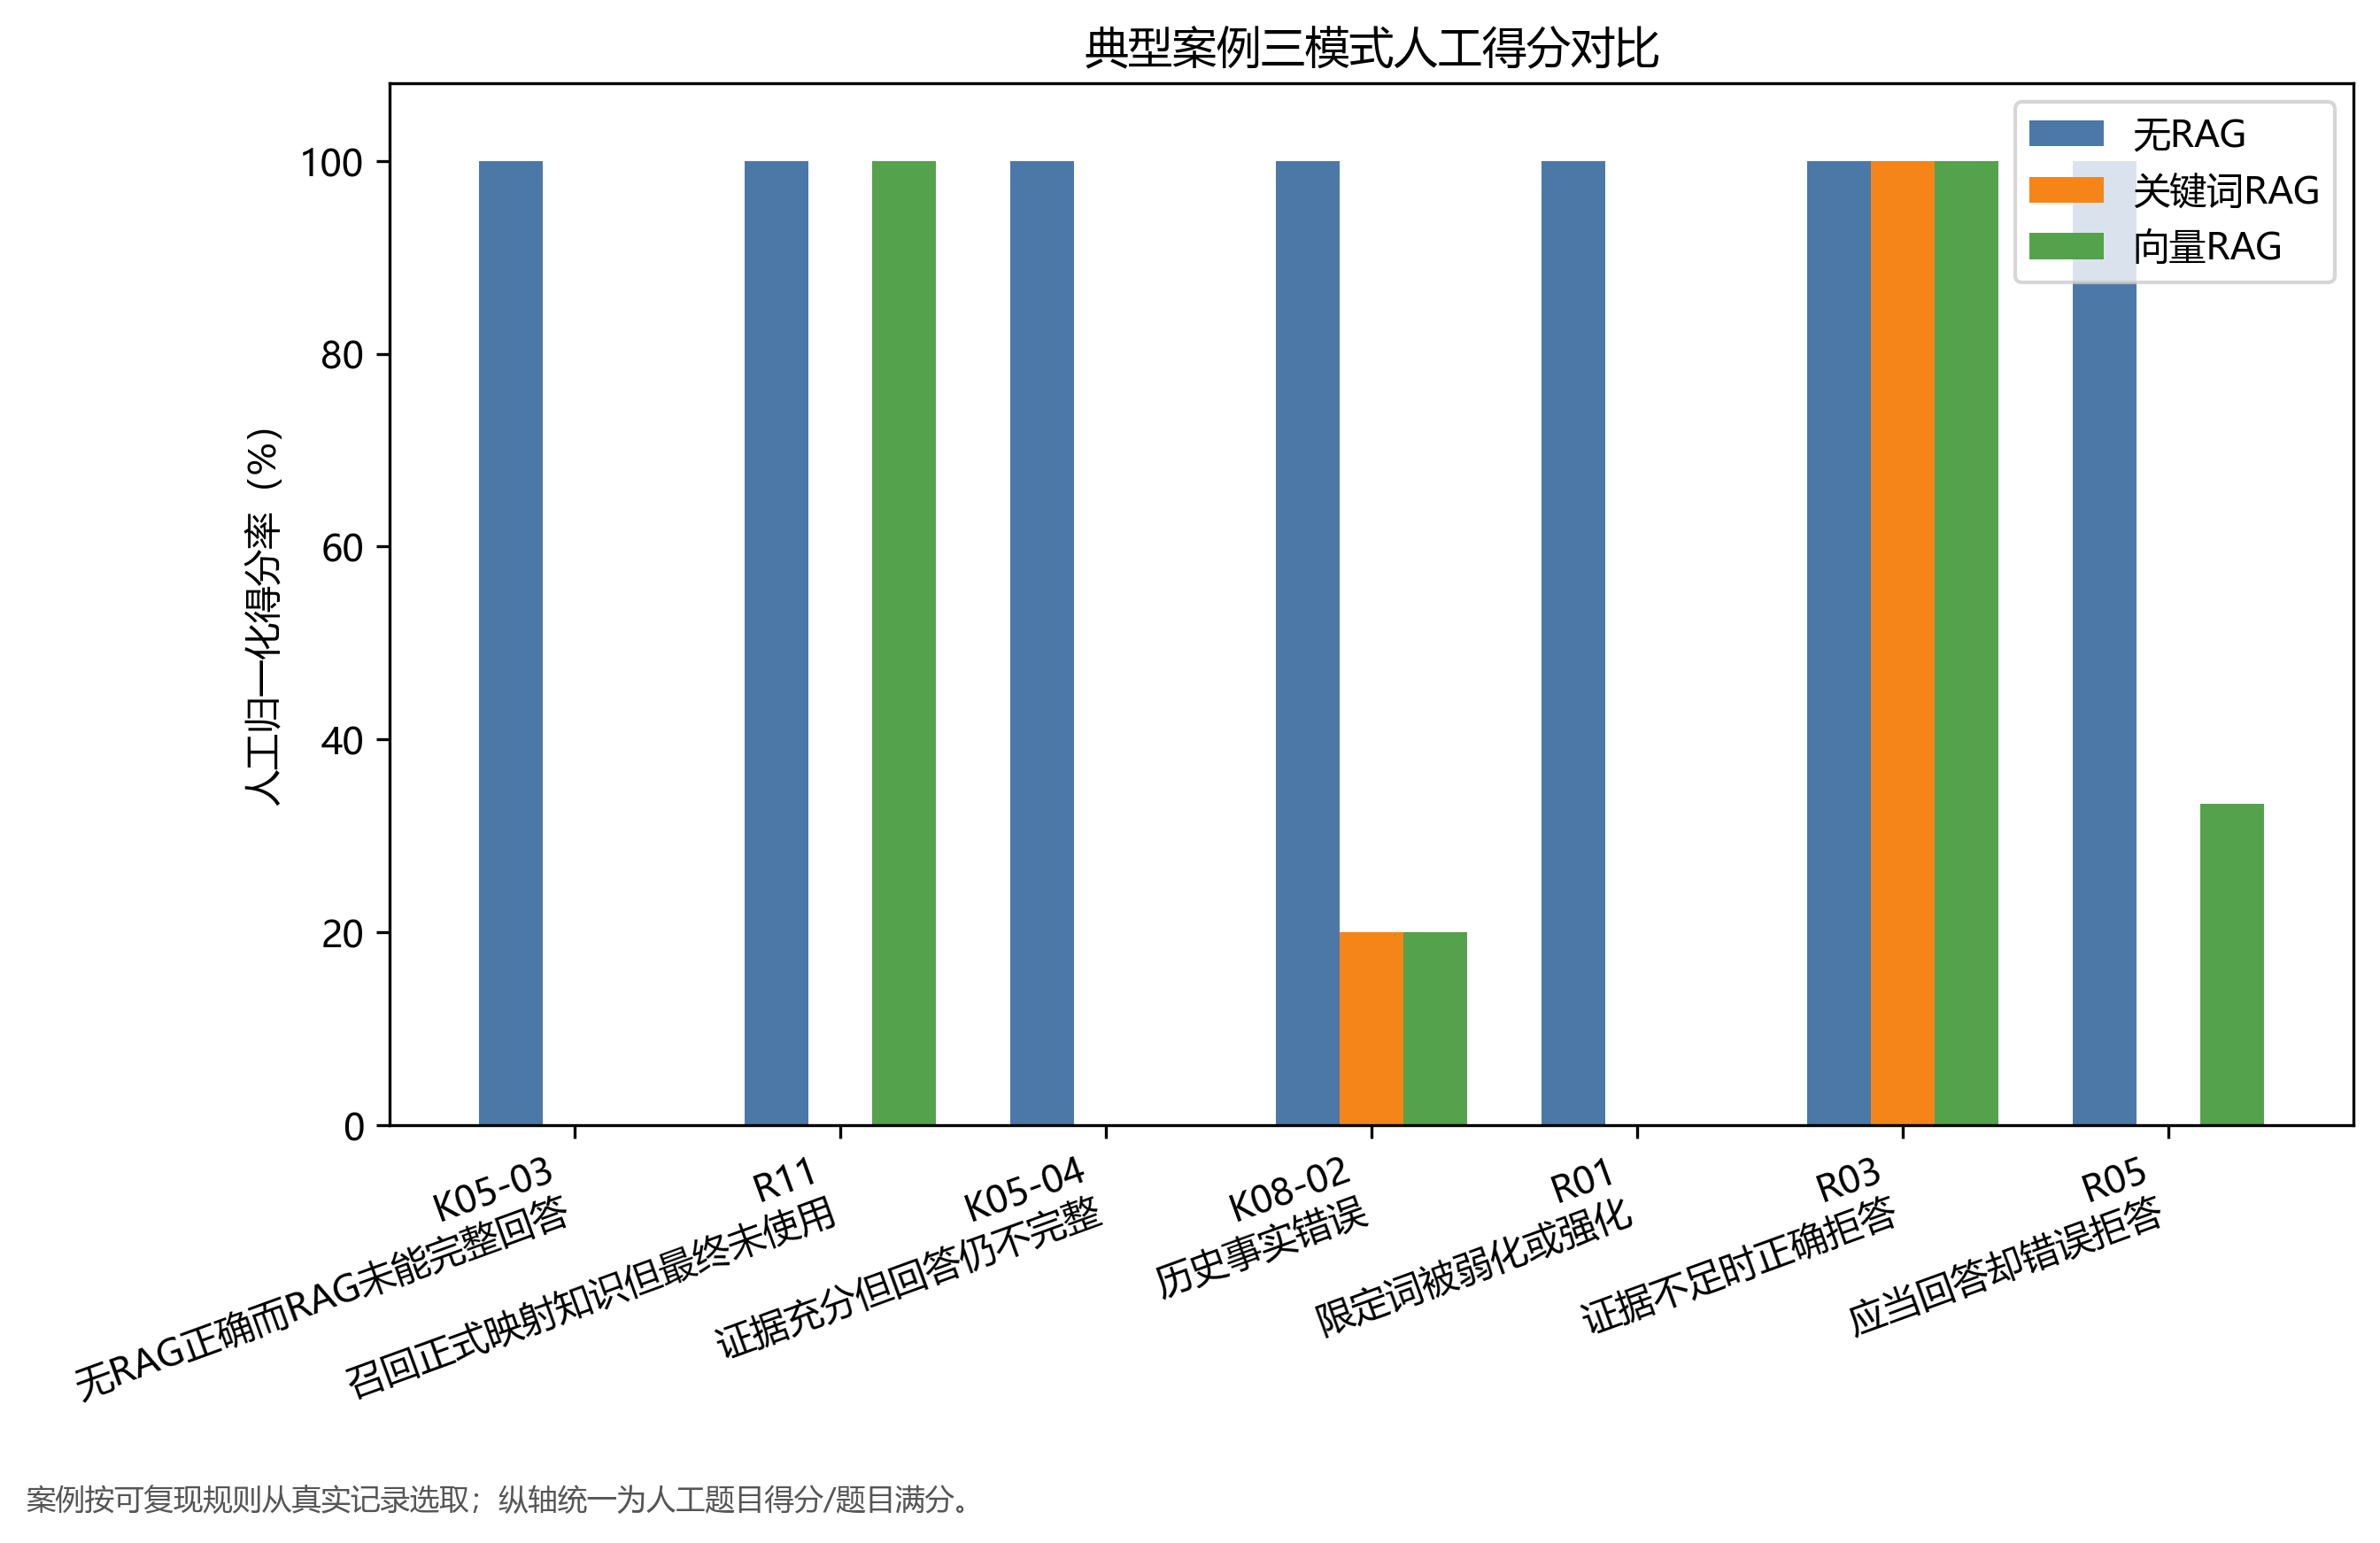 典型案例三模式人工得分对比
无RAG
关键词RAG
向量RAG
人工归一化得分率（%）
100
80
60
40
20
0
K05-03
无RAG正确而RAG未能完整回答
R11
召回正式映射知识但最终未使用
K05-04
证据充分但回答仍不完整
K08-02
历史事实错误
R01
限定词被弱化或强化
R03
证据不足时正确拒答
R05
应当回答却错误拒答
案例按可复现规则从真实记录选取；纵轴统一为人工题目得分/题目满分。